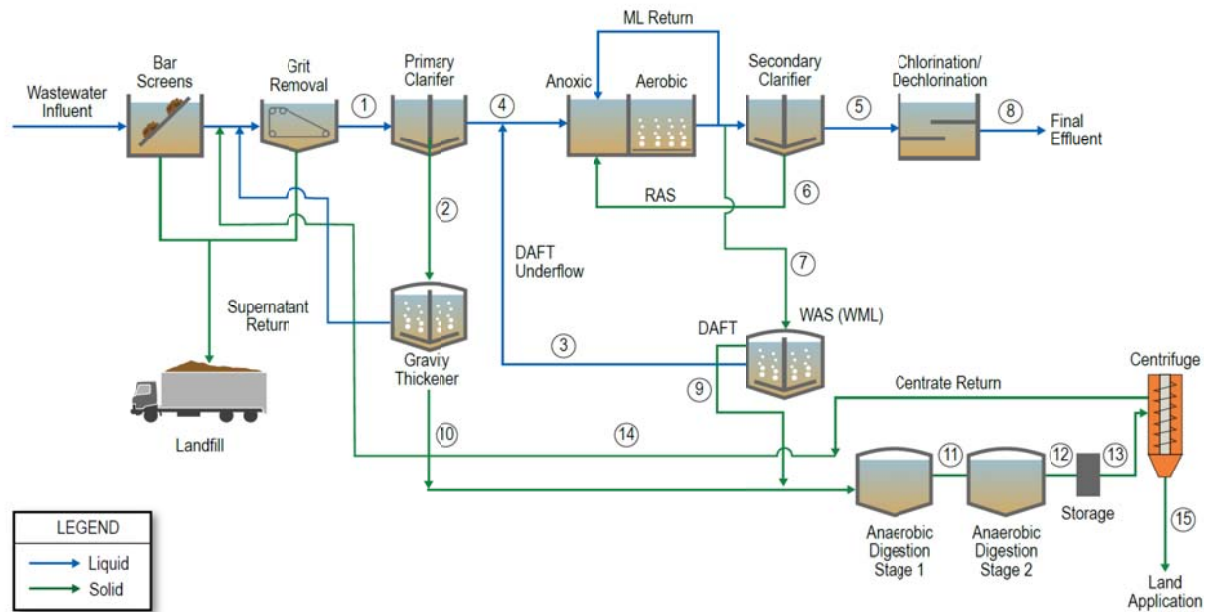 ML Return
Bar
Screens
Grit
Removal
Primary
Clarifer
Anoxic
Aerobic
Secondary
Clarifier
Chlorination/
Dechlorination
Wastewater
Influent
1
4
5
8
Final
Effluent
RAS
6
2
DAFT
Underflow
7
Supernatant
Return
Graviy
Thickener
DAFT
WAS (WML)
3
9
Centrifuge
Centrate Return
Landfill
10
14
11
12
13
Storage
15
Anaerobic
Digestion
Stage 1
Anaerobic
Digestion
Stage 2
Land
Application
LEGEND
Liquid
Solid